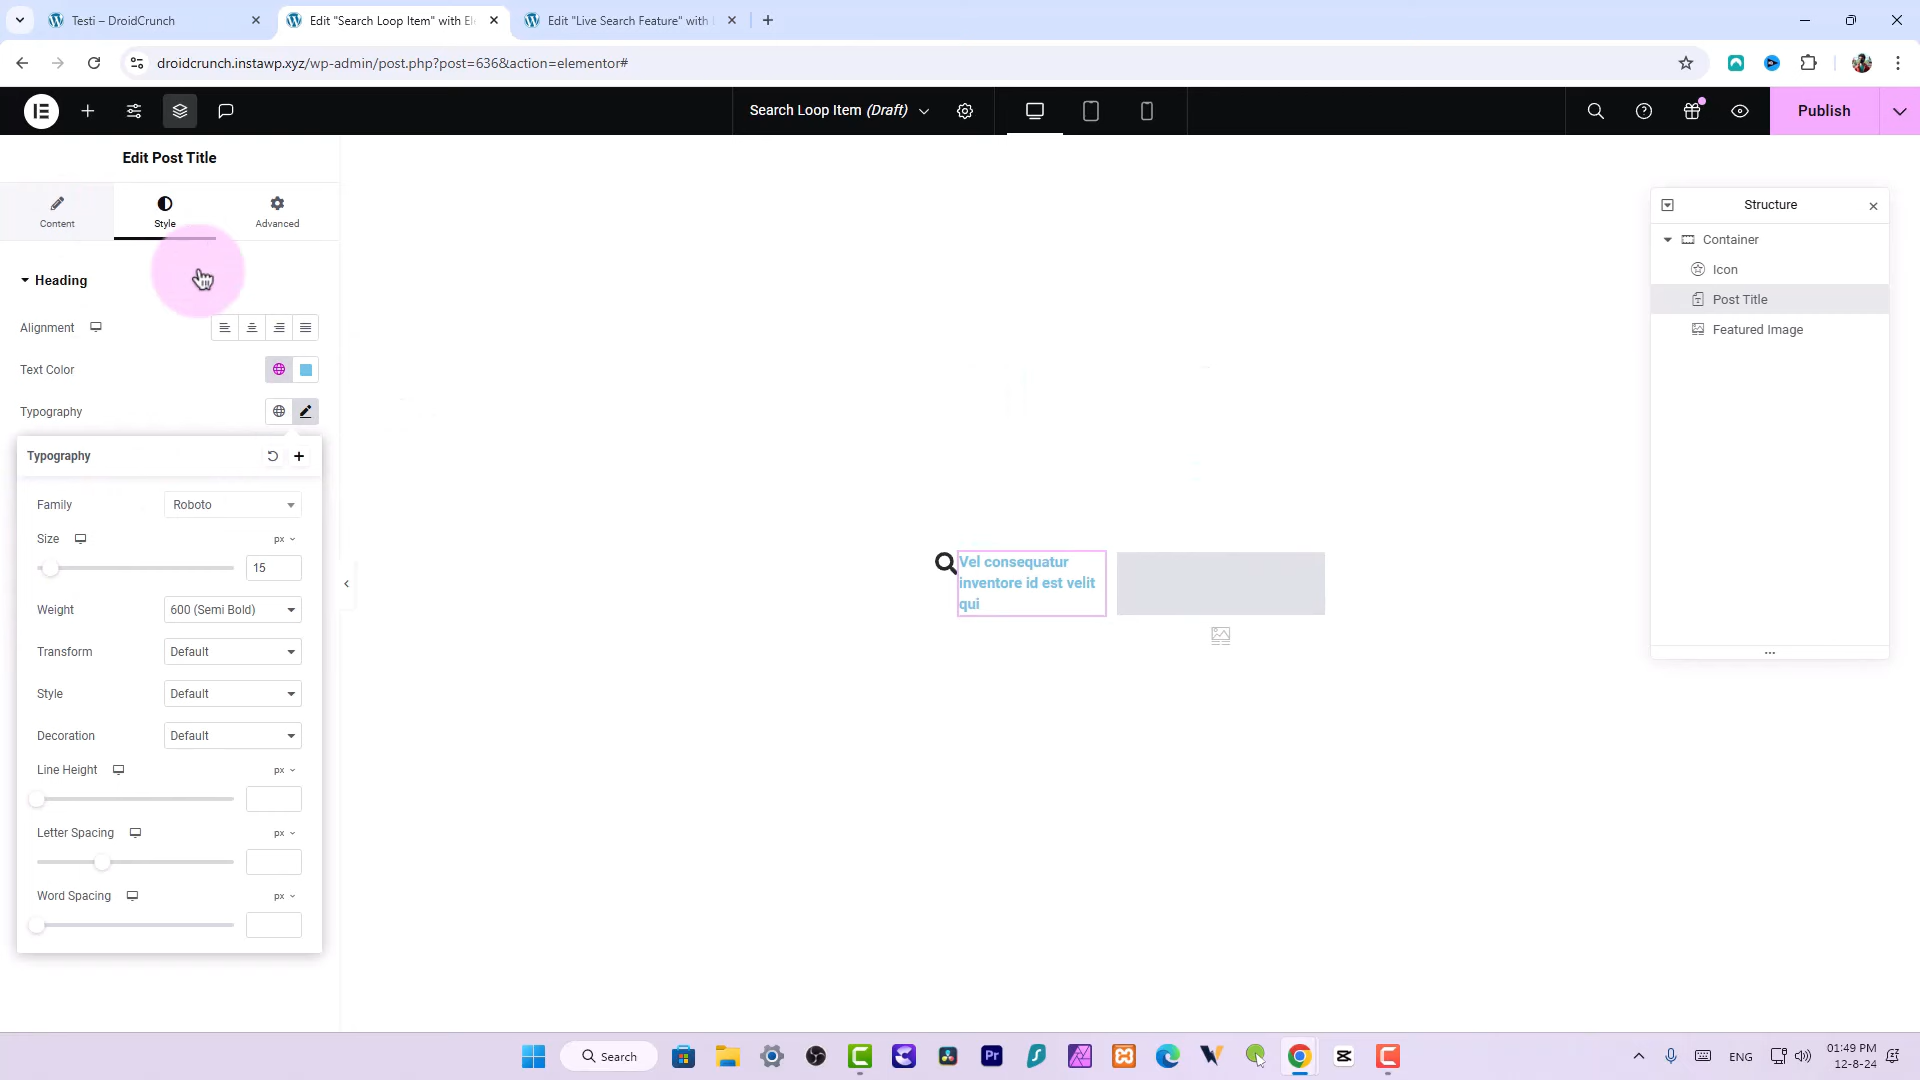 Testi – DroidCrunch
Edit "Search Loop Item" with Ele
Edit "Live Search Feature" with
droidcrunch.instawp.xyz/wp-admin/post.php?post=636&action=elementor#
Search Loop Item (Draft)
Publish
Edit Post Title
Content
Style
Advanced
Heading
Alignment
Text Color
Typography
Typography
Family
Roboto
Size
px
15
Weight
600 (Semi Bold)
Transform
Default
Style
Default
Decoration
Default
Line Height
px
Letter Spacing
px
Word Spacing
px
Vel consequatur
inventore id est velit
qui
Structure
Container
Icon
Post Title
Featured Image
Search
Pr
ENG
01:49 PM
12-8-24